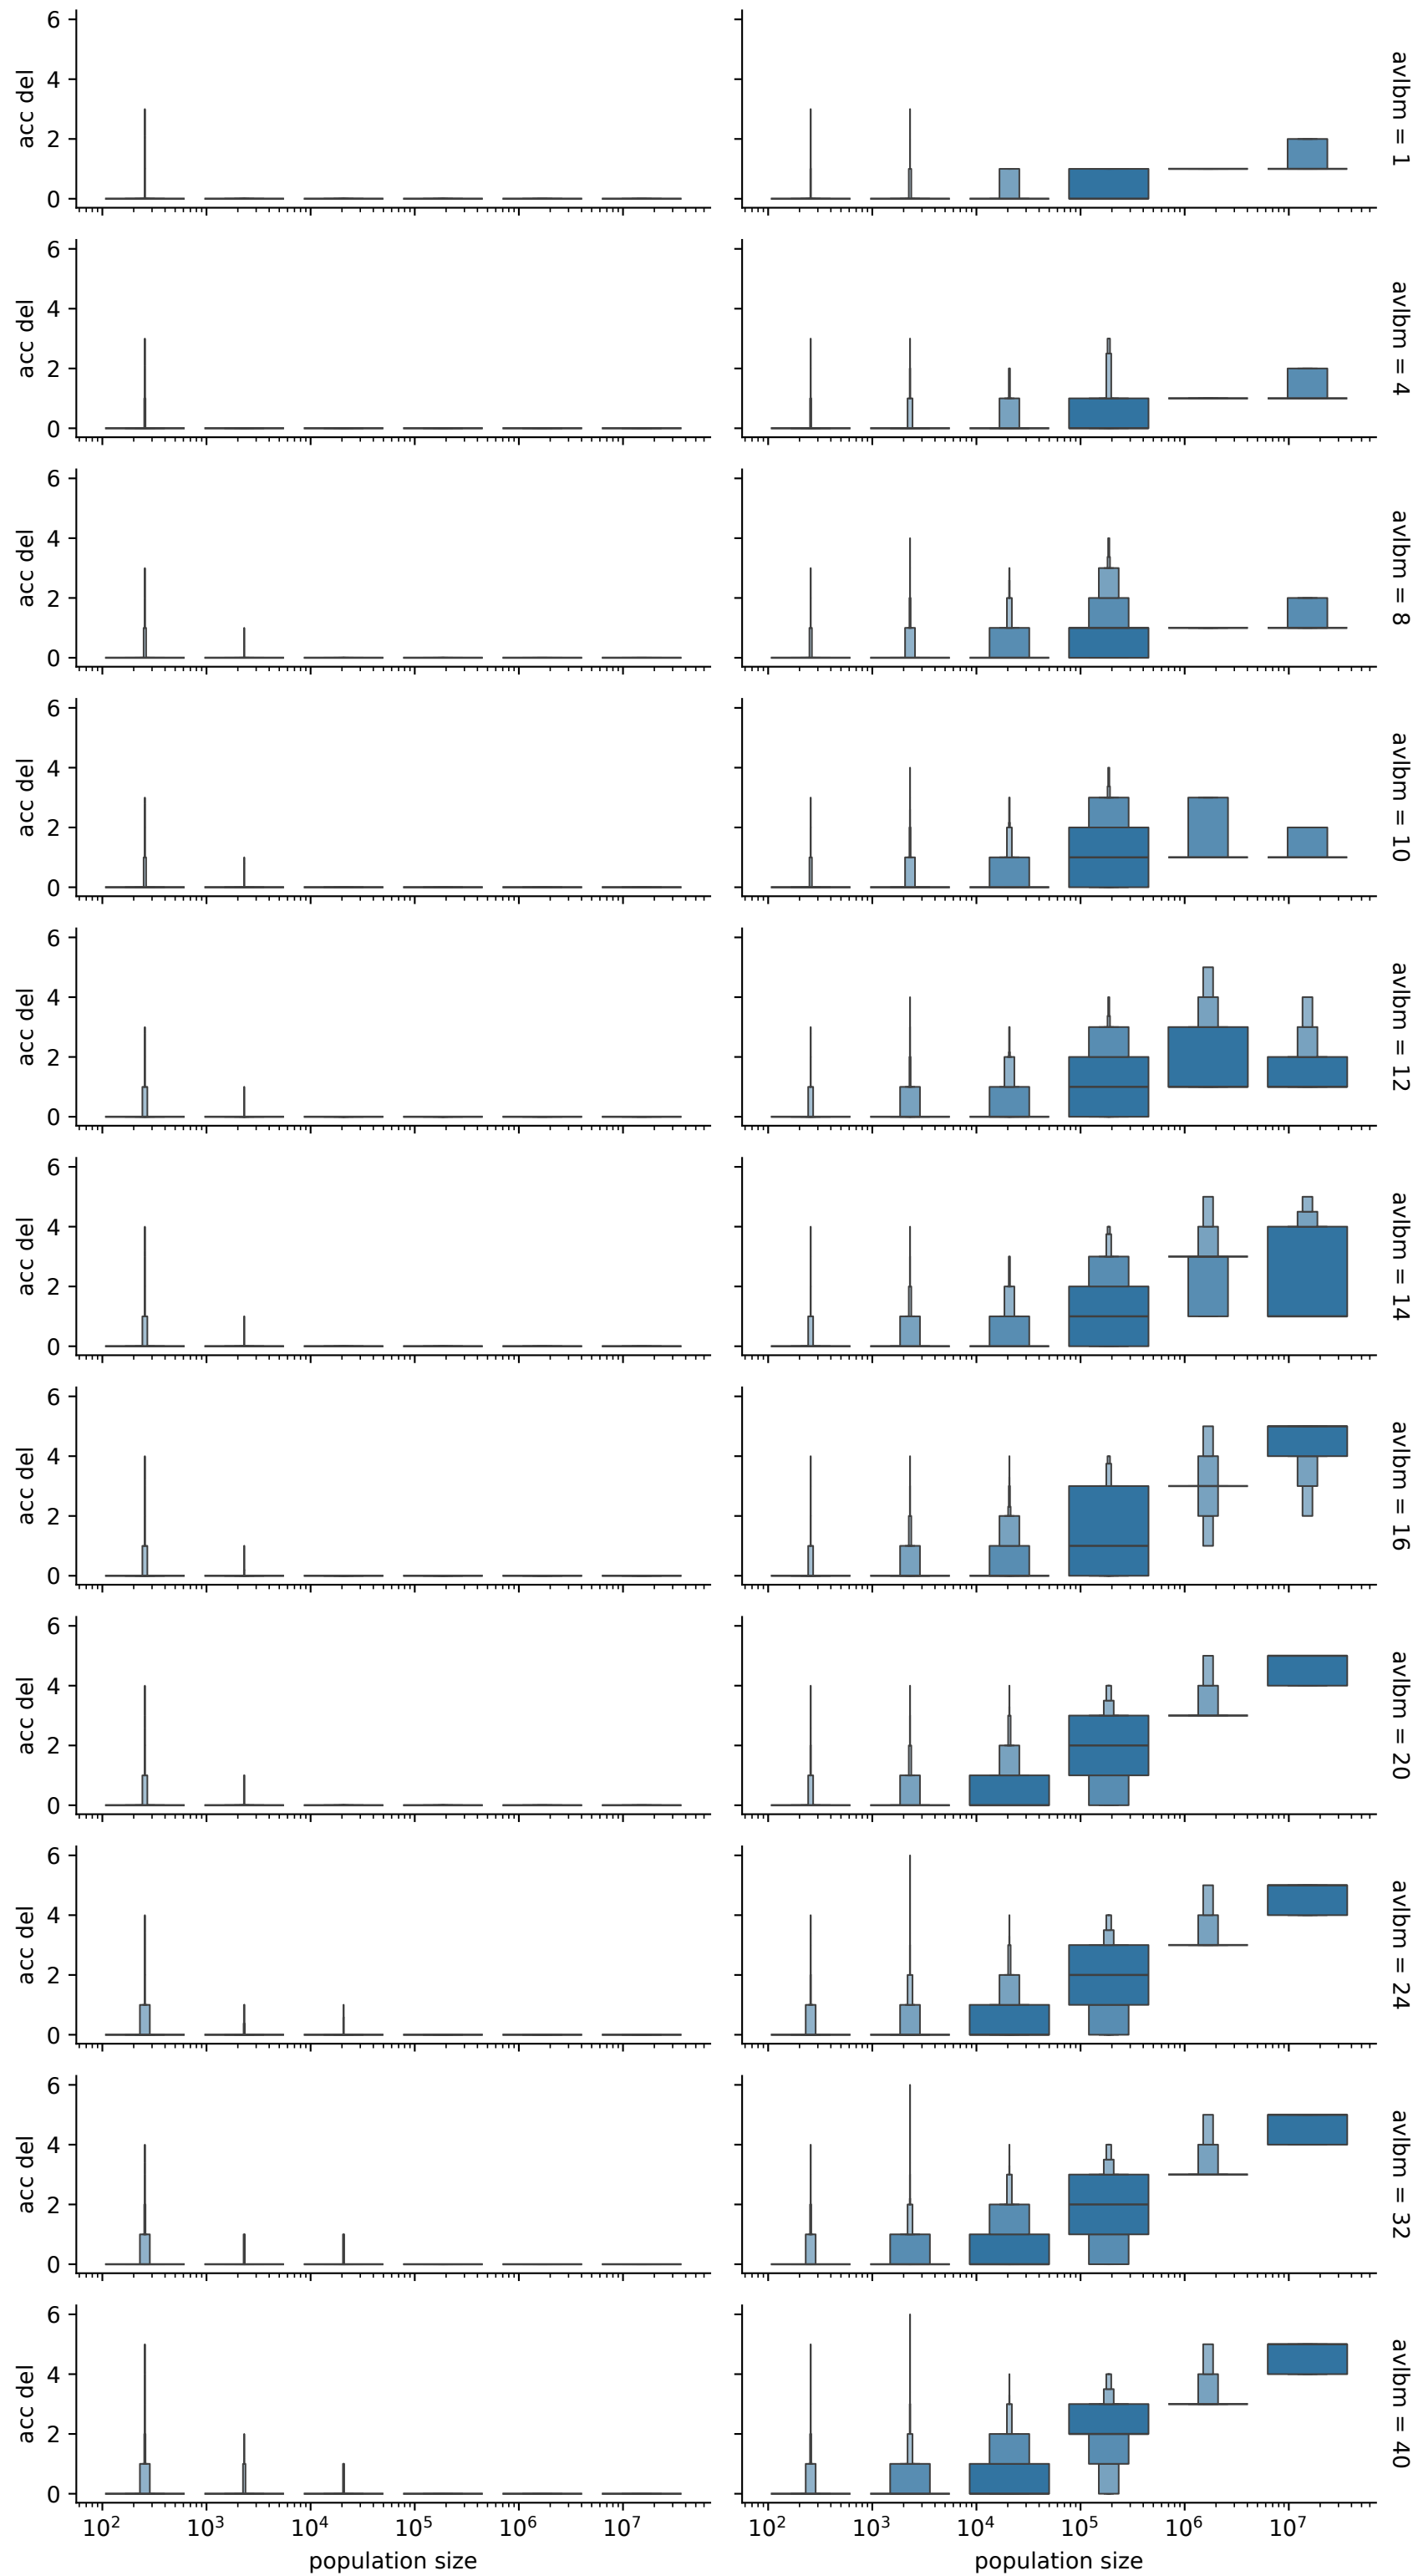 6
4
2
0
acc del
avlbm = 1
6
4
2
0
acc del
avlbm = 4
6
4
2
0
acc del
avlbm = 8
6
4
2
0
acc del
avlbm = 10
6
4
2
0
acc del
avlbm = 12
6
4
2
0
acc del
avlbm = 14
6
4
2
0
acc del
avlbm = 16
6
4
2
0
acc del
avlbm = 20
6
4
2
0
acc del
avlbm = 24
6
4
2
0
acc del
avlbm = 32
6
4
2
0
acc del
avlbm = 40
10² 10³ 10⁴ 10⁵ 10⁶ 10⁷
population size
10² 10³ 10⁴ 10⁵ 10⁶ 10⁷
population size